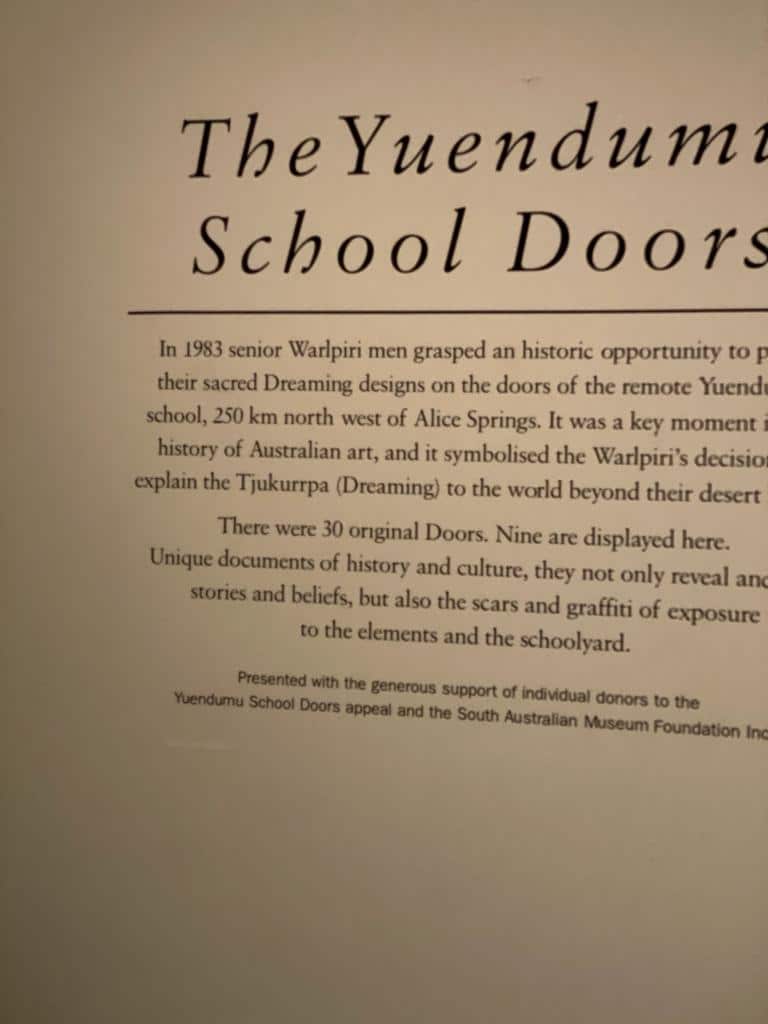 The Yuendumu
School Doors
In 1983 senior Warlpiri men grasped an historic opportunity to
their sacred Dreaming designs on the doors of the remote
school, 250 km north west of Alice Springs. It was a key moment
history of Australian art, and it symbolised the Warlpiri's
explain the Tjukurrpa (Dreaming) to the world beyond their desert
There were 30 original Doors. Nine are displayed here.
Unique documents of history and culture, they not only reveal
stories and beliefs, but also the scars and graffiti of exposure
to the elements and the schoolyard.
Presented with the generous support of individual donors to the
Yuendumu School Doors appeal and the South Australian Museum Foundation Inc